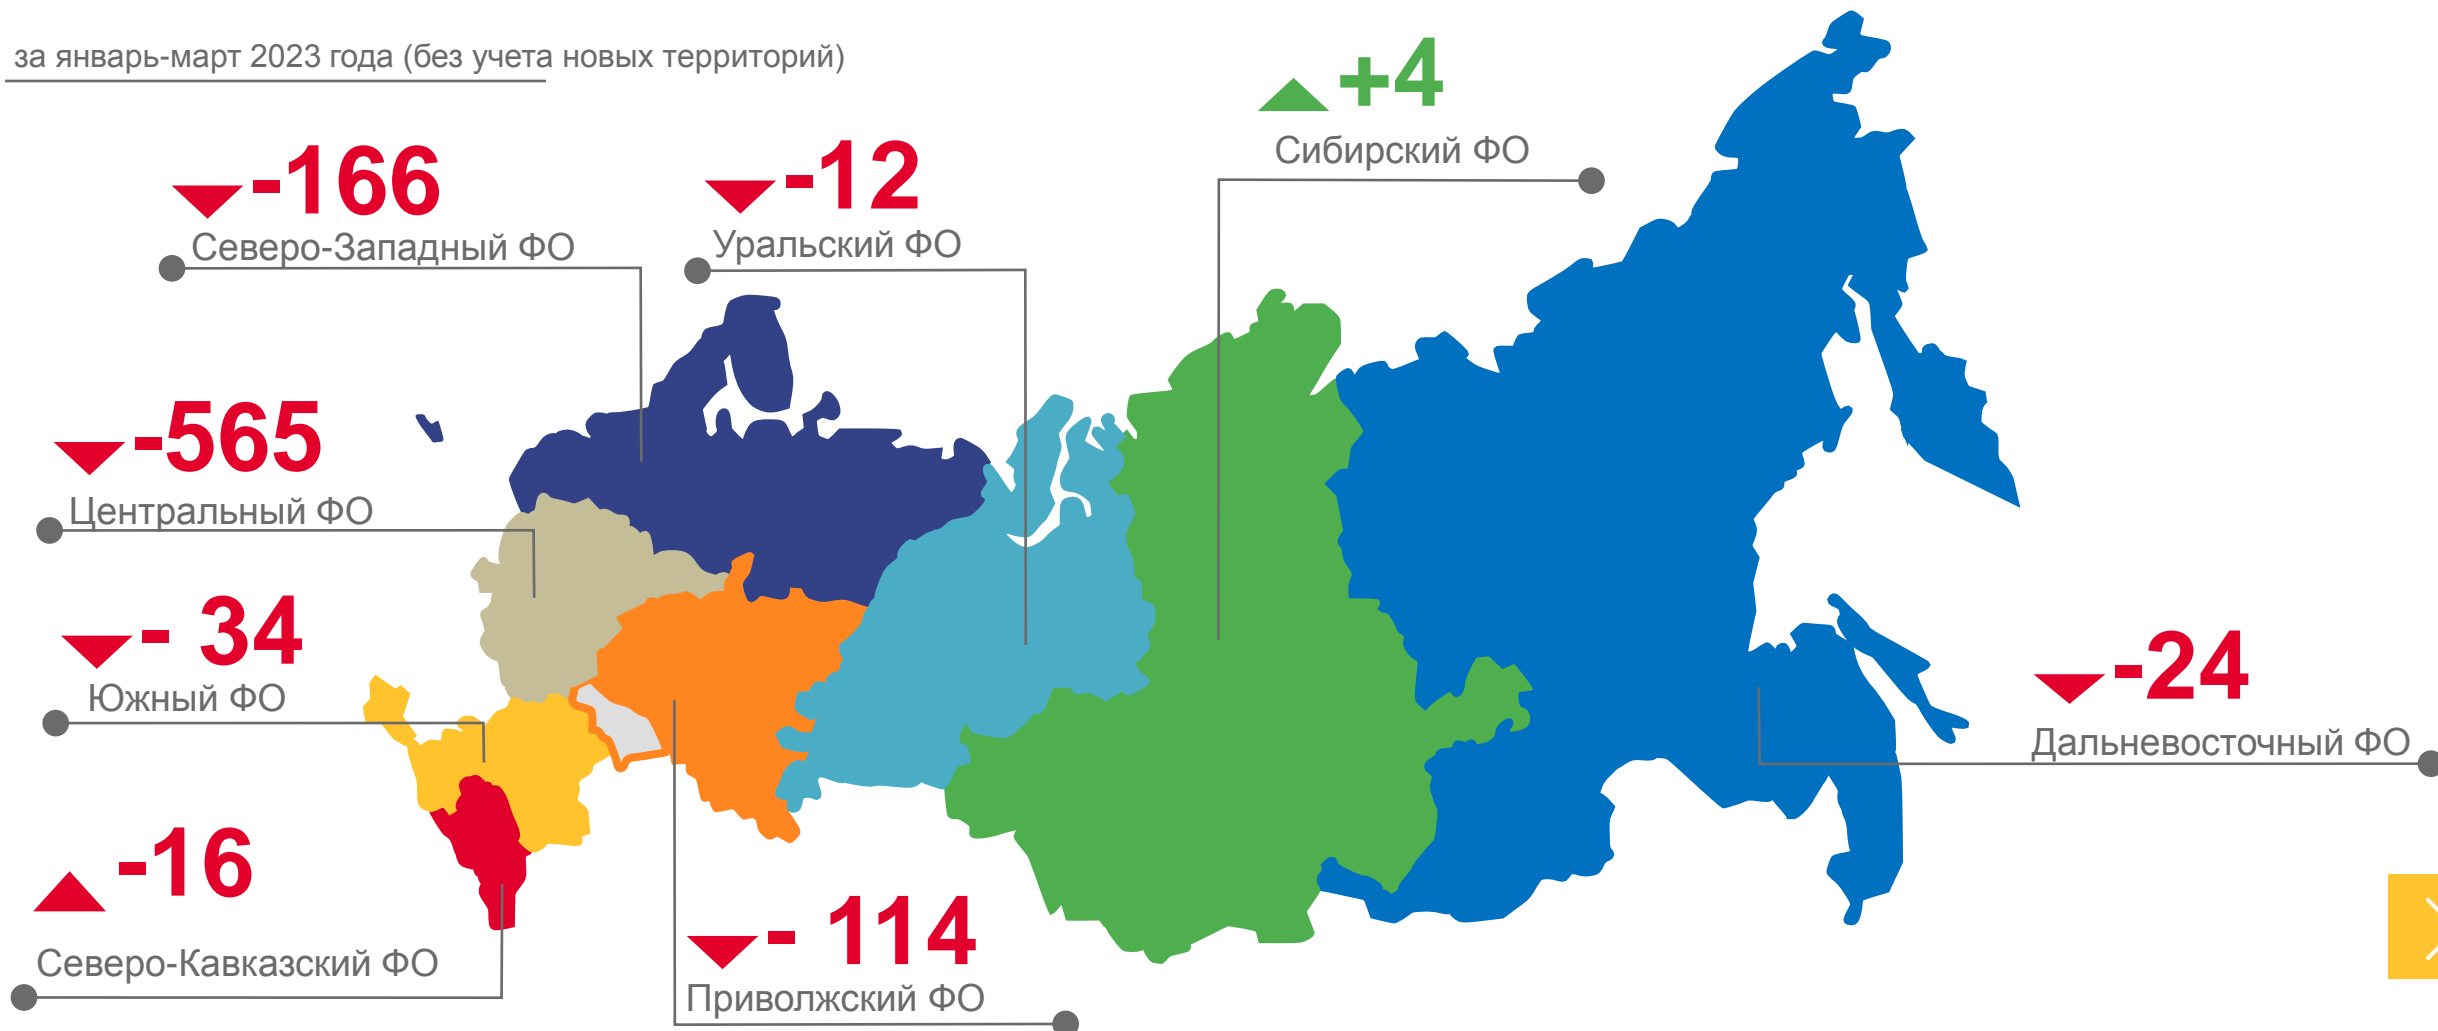 за январь-март 2023 года (без учета новых территорий)
+4
Сибирский ФО
-166
Северо-Западный ФО
-12
Уральский ФО
-565
Центральный ФО
- 34
Южный ФО
-24
Дальневосточный ФО
-16
Северо-Кавказский ФО
- 114
Приволжский ФО